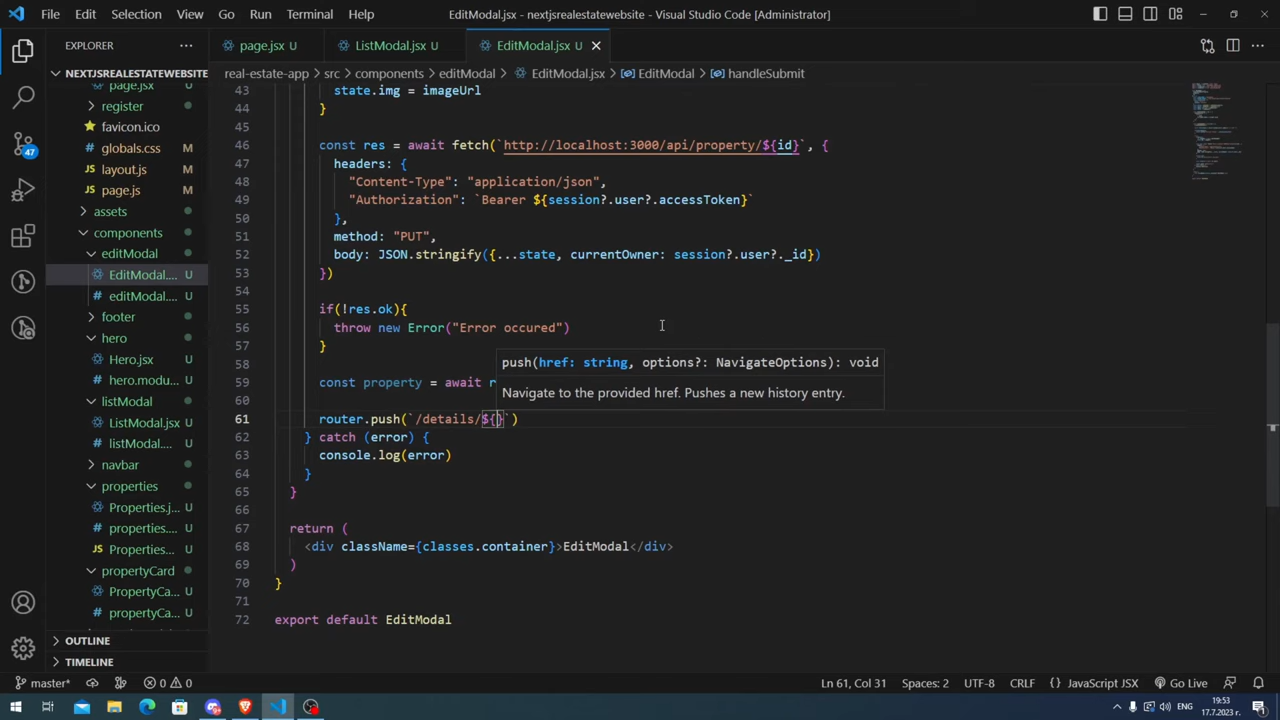 File Edit Selection View Go Run Terminal Help
EditModal.jsx - nextjsrealestatewebsite - Visual Studio Code [Administrator]
EXPLORER
NEXTJSREALESTATEWEBSITE
page.jsx U
register
favicon.ico
globals.css M
layout.js M
page.js M
assets
components
editModal
EditModal.... U
editModal.... U
footer
hero
Hero.jsx U
hero.modu... U
listModal
ListModal.j... U
listModal.... U
navbar
properties
Properties.j... U
properties.... U
Properties... U
propertyCard
PropertyCa... U
propertyCa... U
OUTLINE
TIMELINE
47
page.jsx U
ListModal.jsx U
EditModal.jsx U
real-estate-app > src > components > editModal > EditModal.jsx > EditModal > handleSubmit
43 state.img = imageUrl
44 }
45
46 const res = await fetch(`http://localhost:3000/api/property/${id}`, {
47 headers: {
48 "Content-Type": "application/json",
49 "Authorization": `Bearer ${session?.user?.accessToken}`
50 },
51 method: "PUT",
52 body: JSON.stringify({...state, currentOwner: session?.user?._id})
53 })
54
55 if(!res.ok){
56 throw new Error("Error occured")
57 }
58
push(href: string, options?: NavigateOptions): void
Navigate to the provided href. Pushes a new history entry.
59 const property = await r
60
61 router.push(`/details/${}`)
62 } catch (error) {
63 console.log(error)
64 }
65 }
66
67 return (
68 <div className={classes.container}>EditModal</div>
69 )
70 }
71
72 export default EditModal
master* 0 0 Ln 61, Col 31 Spaces: 2 UTF-8 CRLF {} JavaScript JSX Go Live
ENG 19:53
17.7.2023 г.